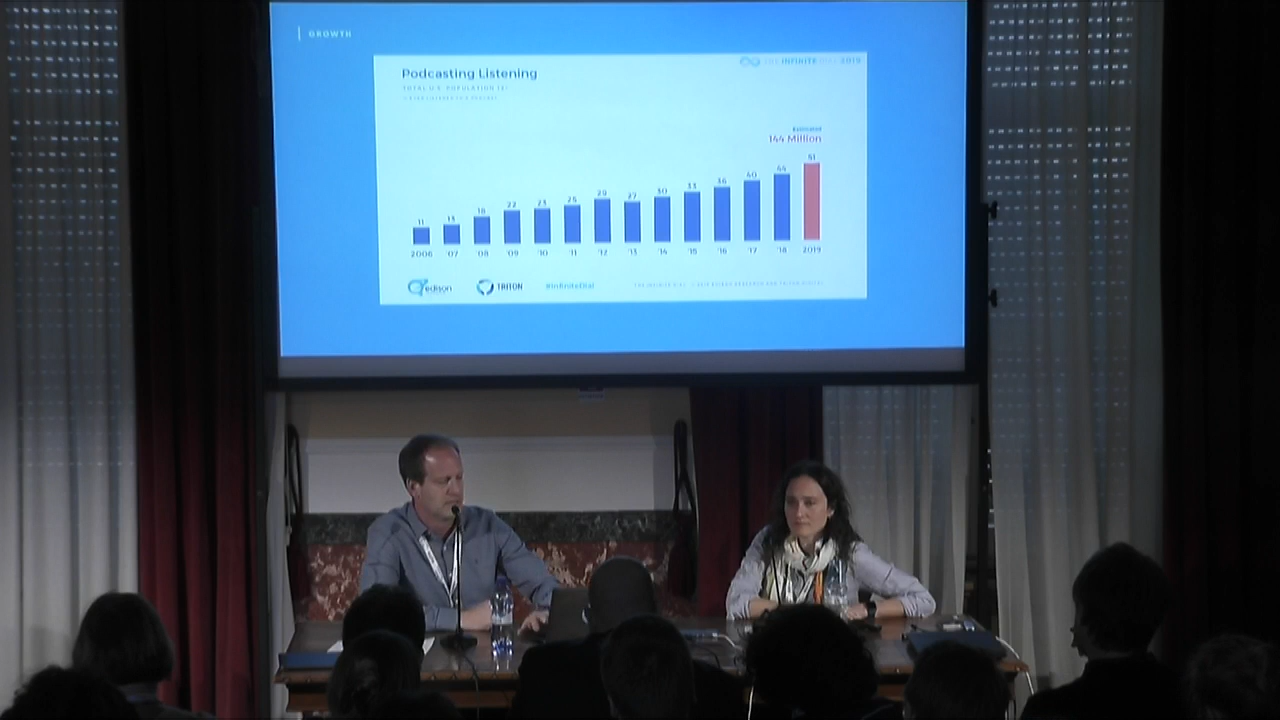 GROWTH
THE INFINITE DIAL 2019
Podcasting Listening
TOTAL U.S. POPULATION
Estimated
144 Million
11 13 18 22 23 25 29 27 30 33 36 40 44 51
2006 '07 '08 '09 '10 '11 '12 '13 '14 '15 '16 '17 '18 2019
edison
TRITON
#InfiniteDial